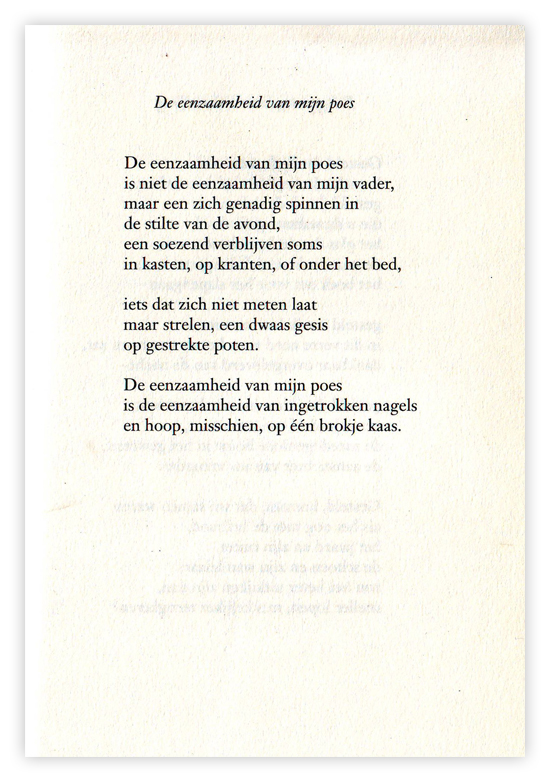 De eenzaamheid van mijn poes
De eenzaamheid van mijn poes
is niet de eenzaamheid van mijn vader,
maar een zich genadig spinnen in
de stilte van de avond,
een soezend verblijven soms
in kasten, op kranten, of onder het bed,
iets dat zich niet meten laat
maar strelen, een dwaas gesis
op gestrekte poten.
De eenzaamheid van mijn poes
is de eenzaamheid van ingetrokken nagels
en hoop, misschien, op één brokje kaas.